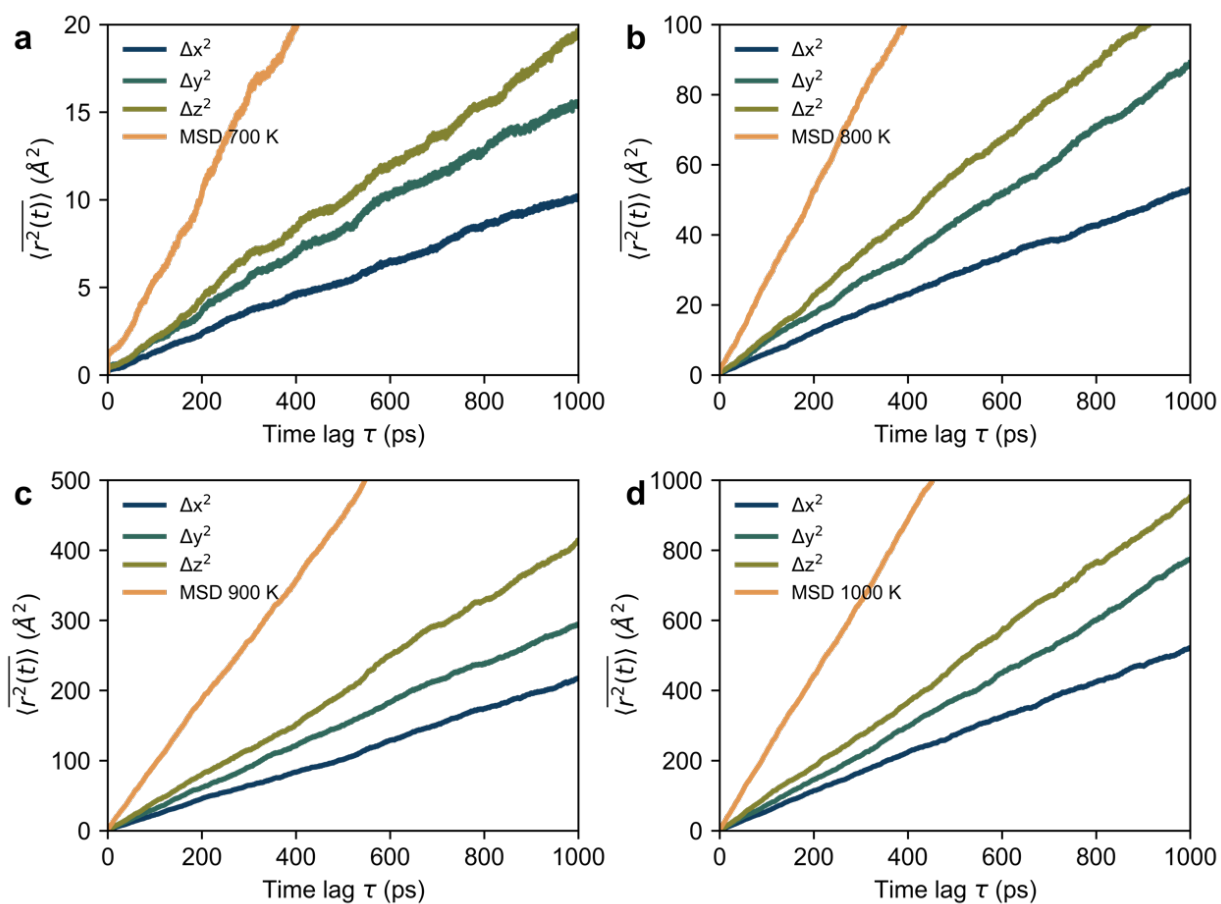 a
Δx²
Δy²
Δz²
MSD 700 K
20
15
10
5
0
⟨r²(t)⟩ (Å²)
0 200 400 600 800 1000
Time lag τ (ps)
b
Δx²
Δy²
Δz²
MSD 800 K
100
80
60
40
20
0
⟨r²(t)⟩ (Å²)
0 200 400 600 800 1000
Time lag τ (ps)
c
Δx²
Δy²
Δz²
MSD 900 K
500
400
300
200
100
0
⟨r²(t)⟩ (Å²)
0 200 400 600 800 1000
Time lag τ (ps)
d
Δx²
Δy²
Δz²
MSD 1000 K
1000
800
600
400
200
0
⟨r²(t)⟩ (Å²)
0 200 400 600 800 1000
Time lag τ (ps)